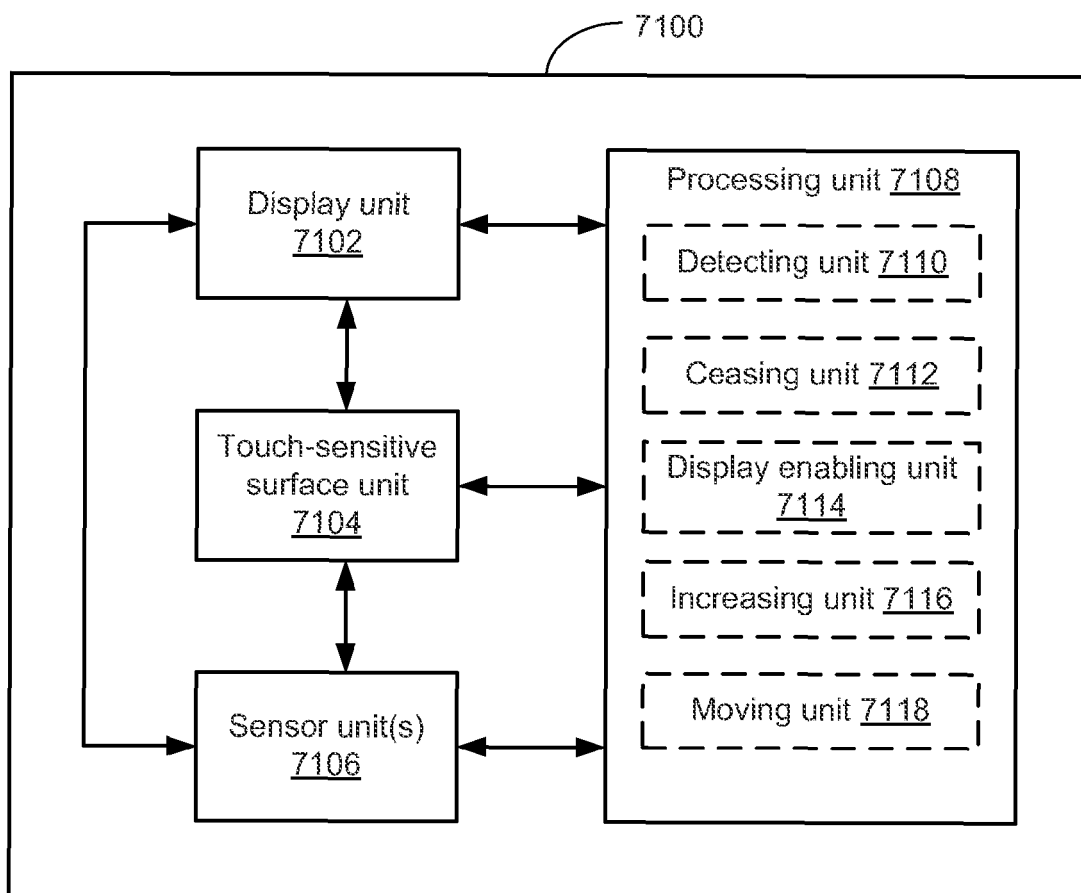 7100
Display unit
7102
Touch-sensitive
surface unit
7104
Sensor unit(s)
7106
Processing unit 7108
Detecting unit 7110
Ceasing unit 7112
Display enabling unit
7114
Increasing unit 7116
Moving unit 7118